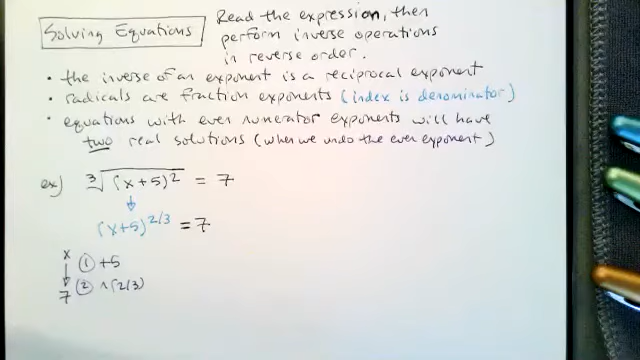 Solving Equations
Read the expression, then
perform inverse operations
in reverse order.
• the inverse of an exponent is a reciprocal exponent
• radicals are fraction exponents (index is denominator)
• equations with even numerator exponents will have
two real solutions (when we undo the even exponent)
ex) ∛(x+5)² = 7
↓
(x+5)^2/3 = 7
x ① +5
↓ ② ^(2/3)
7